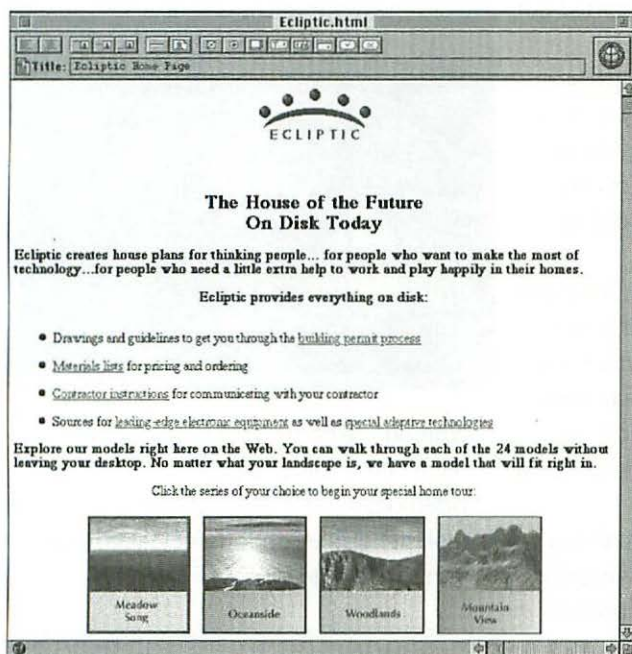 Ecliptic.html
Title: Ecliptic Home Page
ECLIPTIC
The House of the Future
On Disk Today
Ecliptic creates house plans for thinking people... for people who want to make the most of
technology...for people who need a little extra help to work and play happily in their homes.
Ecliptic provides everything on disk:
• Drawings and guidelines to get you through the building permit process
• Materials lists for pricing and ordering
• Contractor instructions for communicating with your contractor
• Sources for leading-edge electronic equipment as well as special adaptive technologies
Explore our models right here on the Web. You can walk through each of the 24 models without
leaving your desktop. No matter what your landscape is, we have a model that will fit right in.
Click the series of your choice to begin your special home tour:
Meadow
Song
Oceanside
Woodlands
Mountain
View